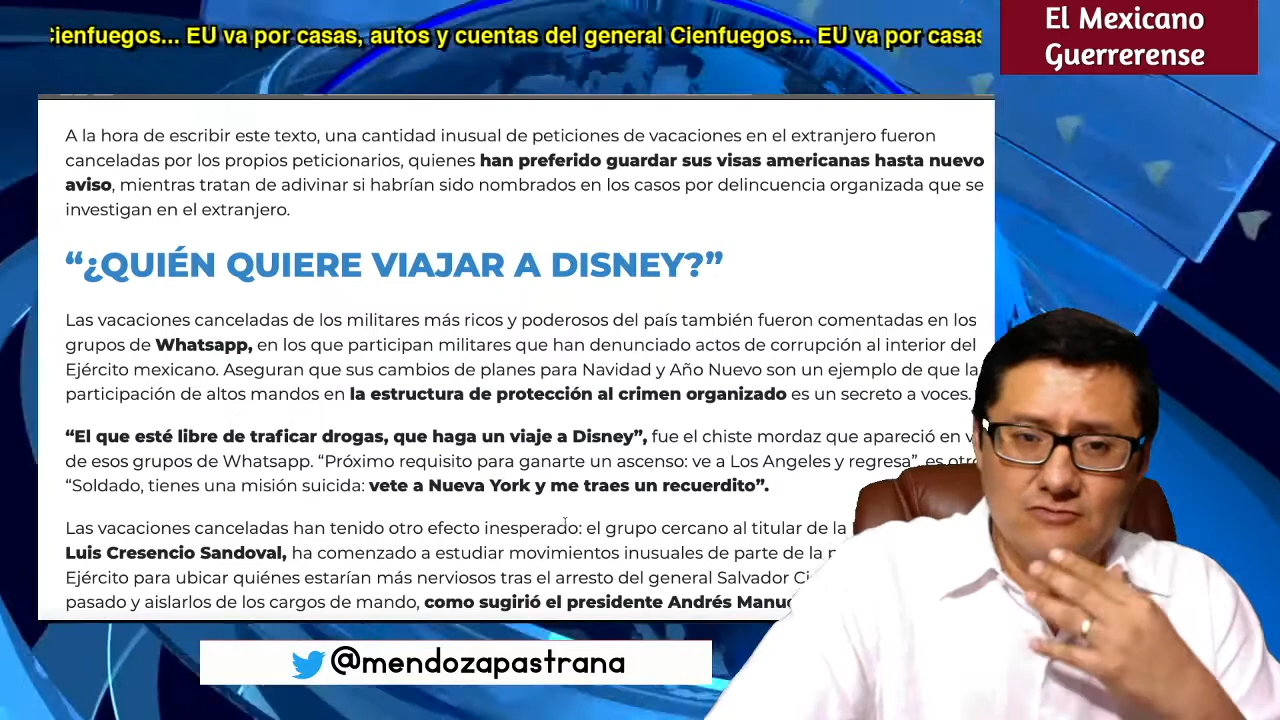 Cienfuegos... EU va por casas, autos y cuentas del general Cienfuegos... EU va por casas
El Mexicano
Guerrerense
A la hora de escribir este texto, una cantidad inusual de peticiones de vacaciones en el extranjero fueron
canceladas por los propios peticionarios, quienes han preferido guardar sus visas americanas hasta nuevo
aviso, mientras tratan de adivinar si habrían sido nombrados en los casos por delincuencia organizada que se
investigan en el extranjero.
“¿QUIÉN QUIERE VIAJAR A DISNEY?”
Las vacaciones canceladas de los militares más ricos y poderosos del país también fueron comentadas en los
grupos de Whatsapp, en los que participan militares que han denunciado actos de corrupción al interior del
Ejército mexicano. Aseguran que sus cambios de planes para Navidad y Año Nuevo son un ejemplo de que la
participación de altos mandos en la estructura de protección al crimen organizado es un secreto a voces.
“El que esté libre de traficar drogas, que haga un viaje a Disney”, fue el chiste mordaz que apareció en
de esos grupos de Whatsapp. “Próximo requisito para ganarte un ascenso: ve a Los Angeles y regresa”, es otro
“Soldado, tienes una misión suicida: vete a Nueva York y me traes un recuerdito”.
Las vacaciones canceladas han tenido otro efecto inesperado: el grupo cercano al titular de la
Luis Cresencio Sandoval, ha comenzado a estudiar movimientos inusuales de parte de la
Ejército para ubicar quiénes estarían más nerviosos tras el arresto del general Salvador
pasado y aislarlos de los cargos de mando, como sugirió el presidente Andrés
@mendozapastrana